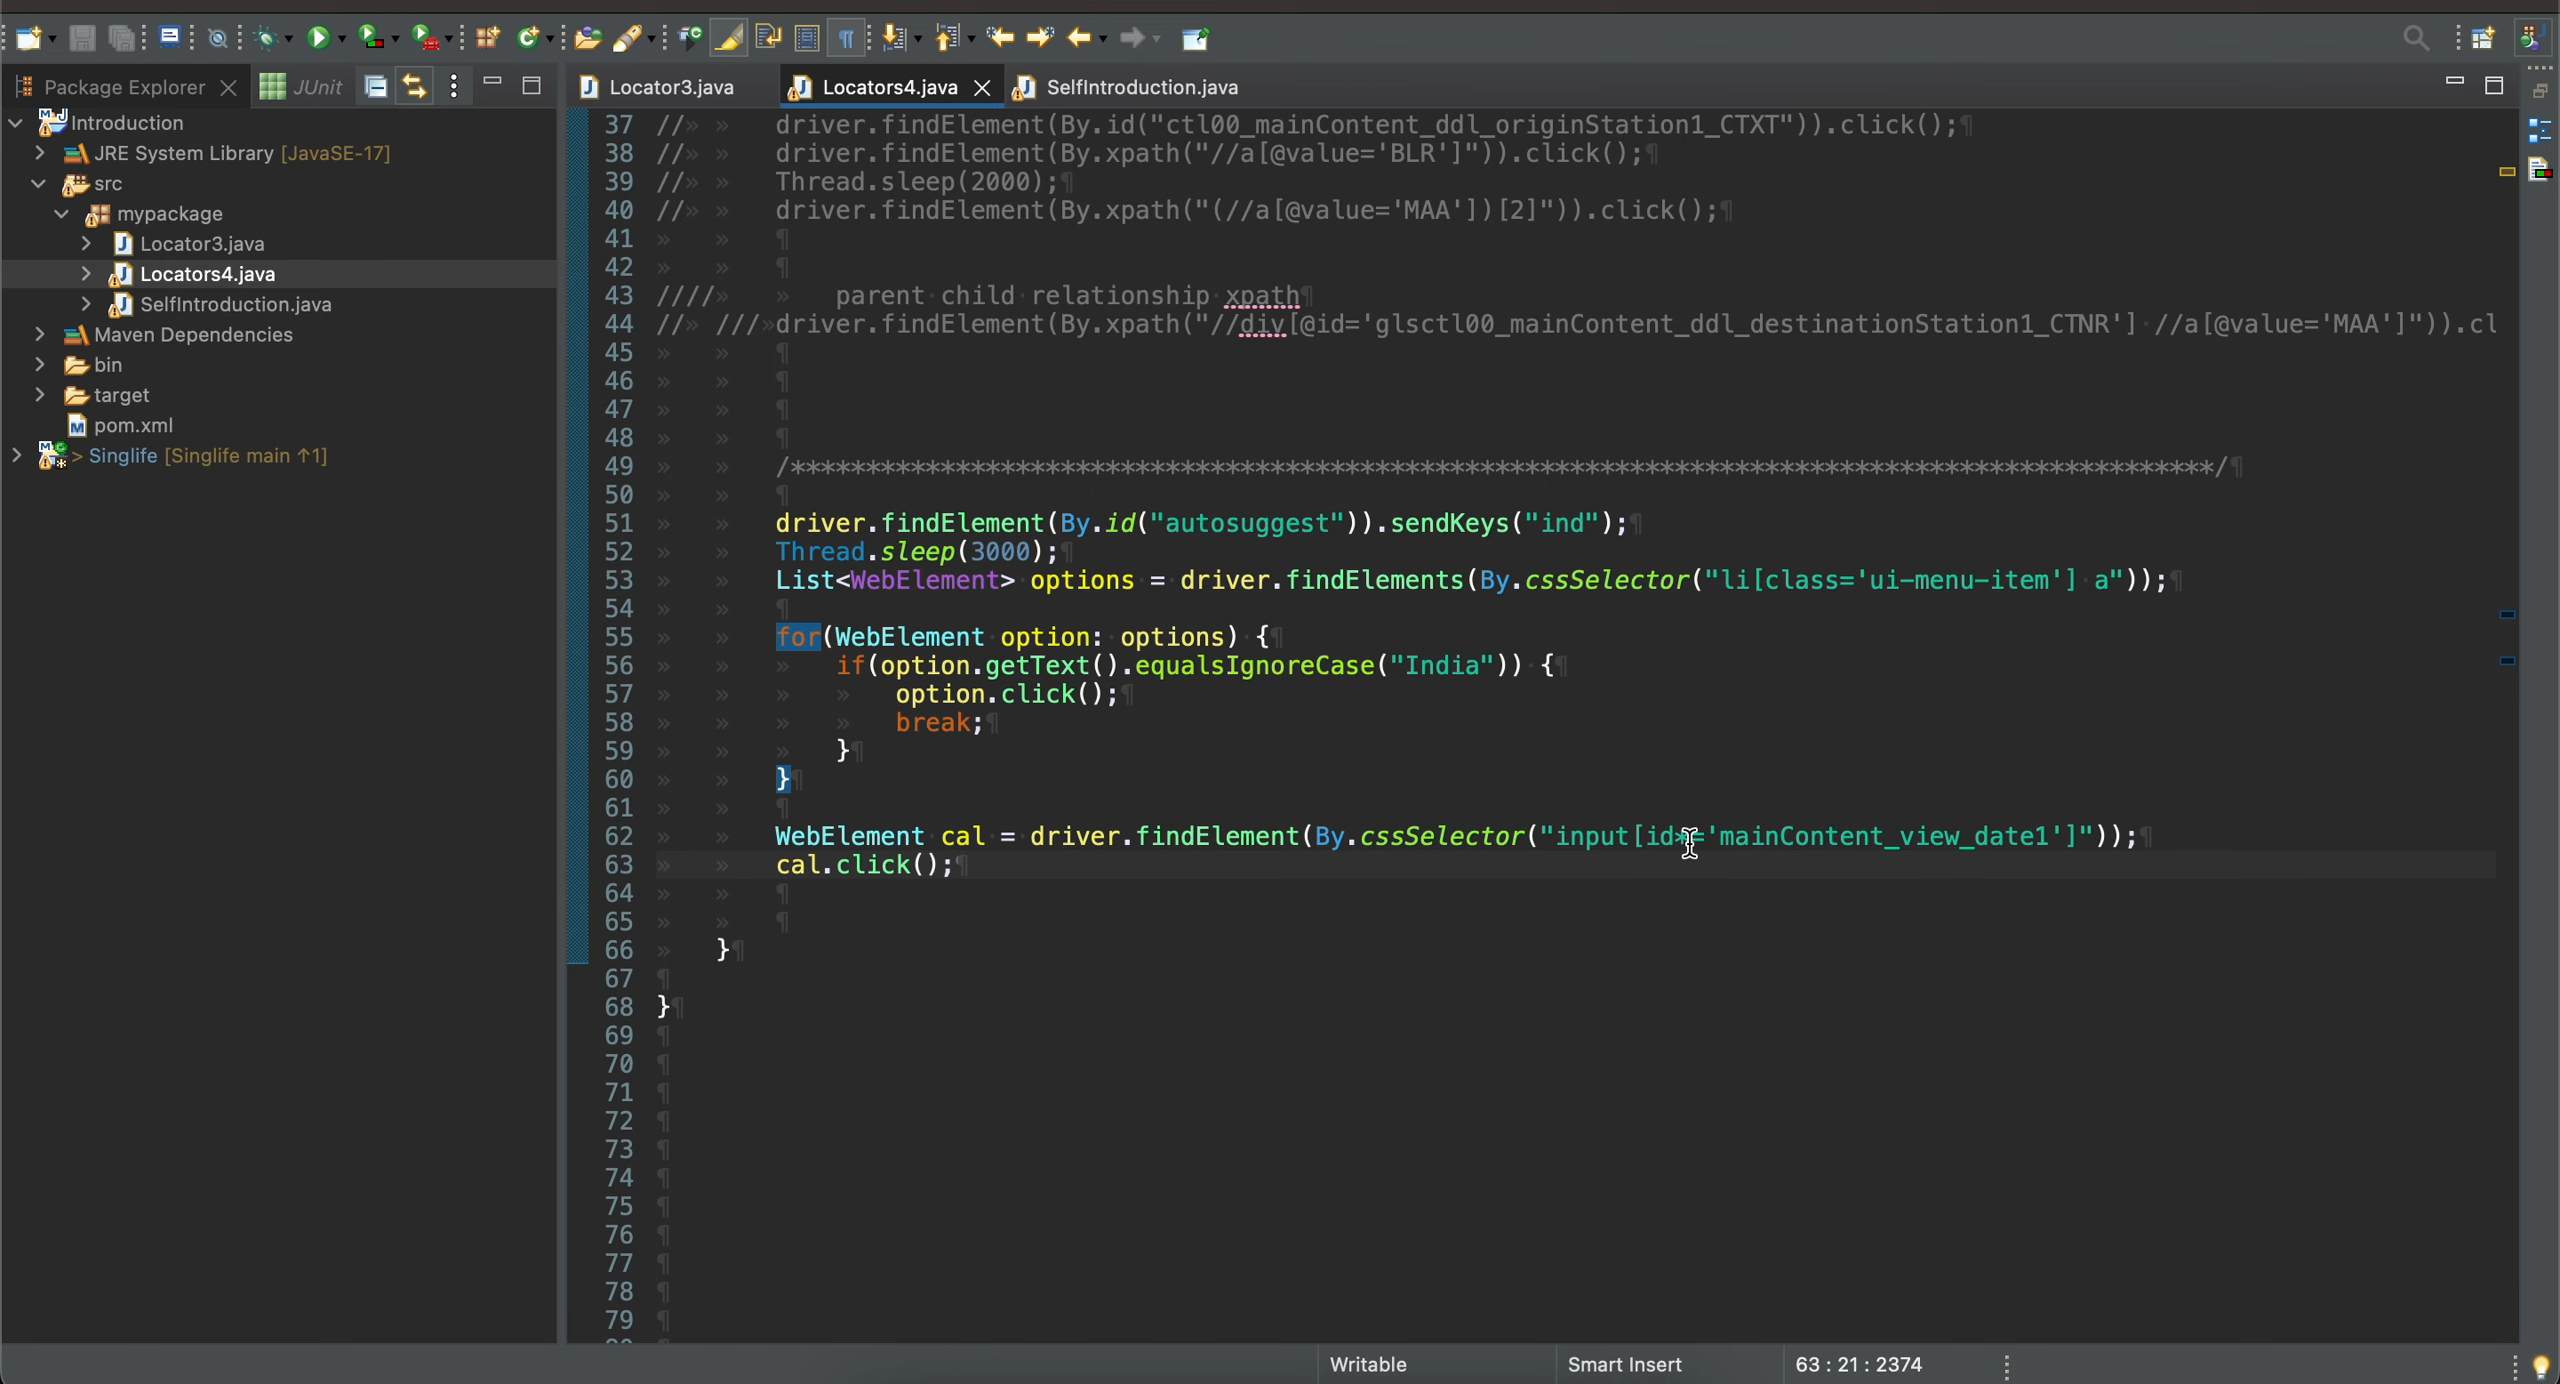 Package Explorer
JUnit
Locator3.java
Locators4.java
SelfIntroduction.java
Introduction
JRE System Library [JavaSE-17]
src
mypackage
Locator3.java
Locators4.java
SelfIntroduction.java
Maven Dependencies
bin
target
pom.xml
> Singlife [Singlife main ↑1]
37 // driver.findElement(By.id("ctl00_mainContent_ddl_originStation1_CTXT")).click();
38 // driver.findElement(By.xpath("//a[@value='BLR']")).click();
39 // Thread.sleep(2000);
40 // driver.findElement(By.xpath("(//a[@value='MAA'])[2]")).click();
41
42
43 //// parent child relationship xpath
44 // ///driver.findElement(By.xpath("//div[@id='glsctl00_mainContent_ddl_destinationStation1_CTNR'] //a[@value='MAA']")).cl
45
46
47
48
49 /***********************************************************************************************/
50
51 driver.findElement(By.id("autosuggest")).sendKeys("ind");
52 Thread.sleep(3000);
53 List<WebElement> options = driver.findElements(By.cssSelector("li[class='ui-menu-item'] a"));
54
55 for(WebElement option: options) {
56 if(option.getText().equalsIgnoreCase("India")) {
57 option.click();
58 break;
59 }
60 }
61
62 WebElement cal = driver.findElement(By.cssSelector("input[id*='mainContent_view_date1']"));
63 cal.click();
64
65
66 }
67
68 }
69
70
71
72
73
74
75
76
77
78
79
Writable
Smart Insert
63 : 21 : 2374